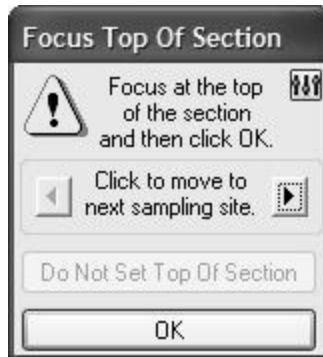 Focus Top Of Section
Focus at the top
of the section
and then click OK.
Click to move to
next sampling site.
Do Not Set Top Of Section
OK